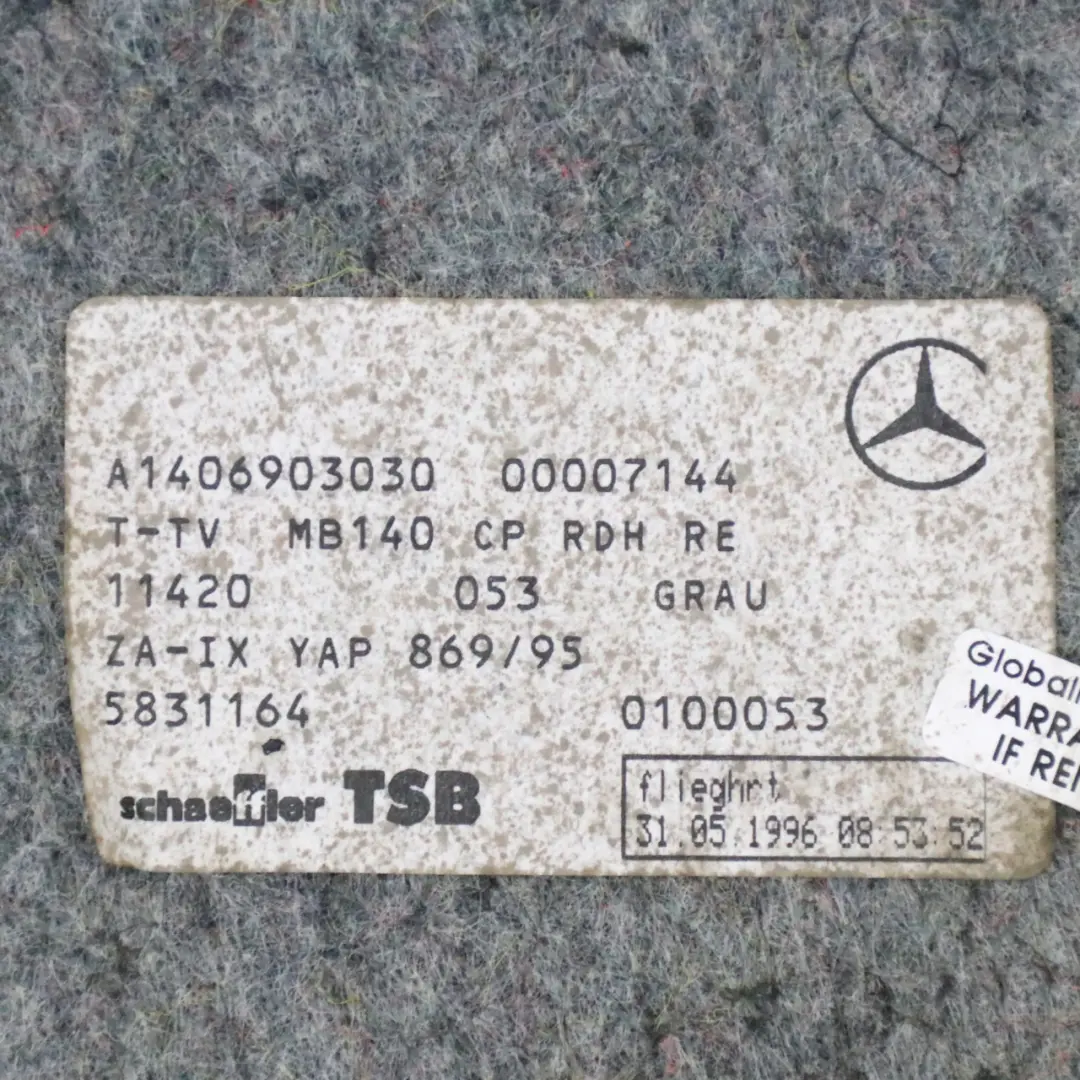 A1406903030 00007144
T-TV MB140 CP RDH RE
11420 053 GRAU
ZA-IX YAP 869/95
5831164 0100053
schaeffler TSB
flieghrt
31.05.1996 08:53:52
Global
WARRA
IF RE